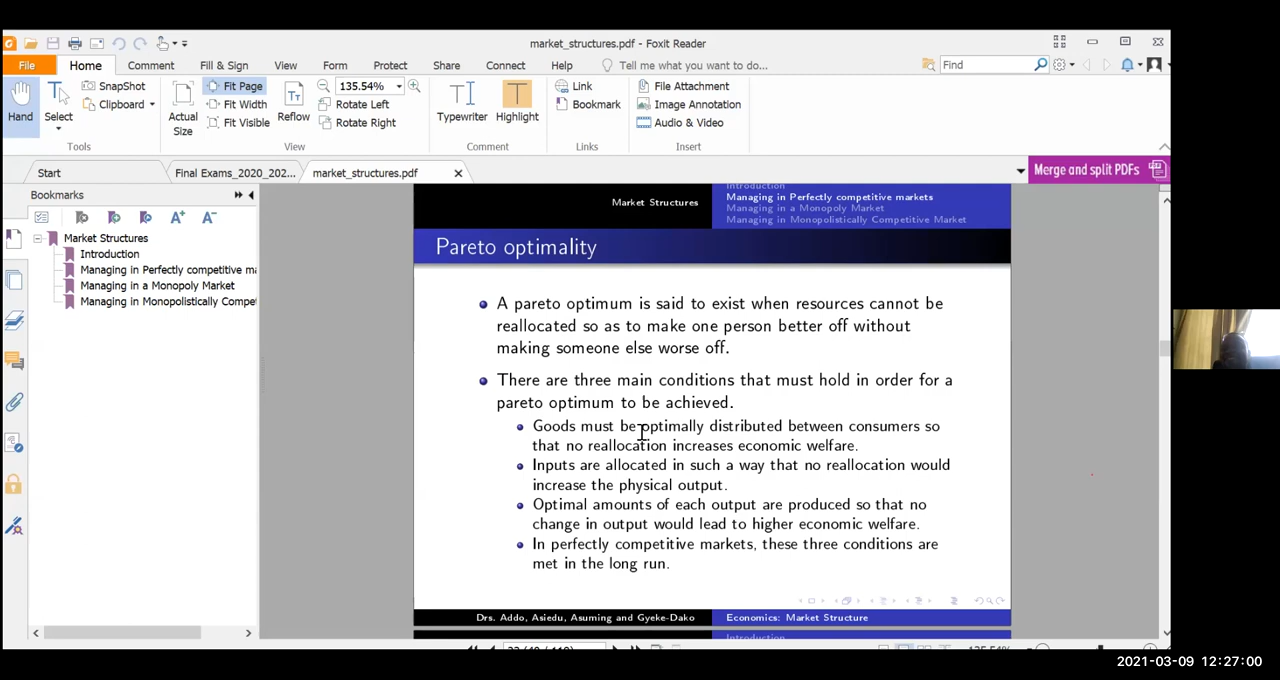 market_structures.pdf - Foxit Reader
File Home Comment View Form Protect Share Connect Help Tell me what you want to do... Find
Fill & Sign
Hand
Select
SnapShot
Clipboard
Actual Size
Fit Page
Fit Width
Fit Visible
Reflow
135.54%
Rotate Left
Rotate Right
Typewriter
Highlight
Link
Bookmark
File Attachment
Image Annotation
Audio & Video
Tools View Comment Links Insert
Start Final Exams_2020_202... market_structures.pdf Merge and split PDFs
Bookmarks
Market Structures
Introduction
Managing in Perfectly competitive ma
Managing in a Monopoly Market
Managing in Monopolistically Compet
Introduction
Market Structures
Managing in Perfectly competitive markets
Managing in a Monopoly Market
Managing in Monopolistically Competitive Market
Pareto optimality
A pareto optimum is said to exist when resources cannot be
reallocated so as to make one person better off without
making someone else worse off.
There are three main conditions that must hold in order for a
pareto optimum to be achieved.
Goods must be optimally distributed between consumers so
that no reallocation increases economic welfare.
Inputs are allocated in such a way that no reallocation would
increase the physical output.
Optimal amounts of each output are produced so that no
change in output would lead to higher economic welfare.
In perfectly competitive markets, these three conditions are
met in the long run.
Drs. Addo, Asiedu, Asuming and Gyeke-Dako Economics: Market Structure
Introduction
135.54%
2021-03-09 12:27:00